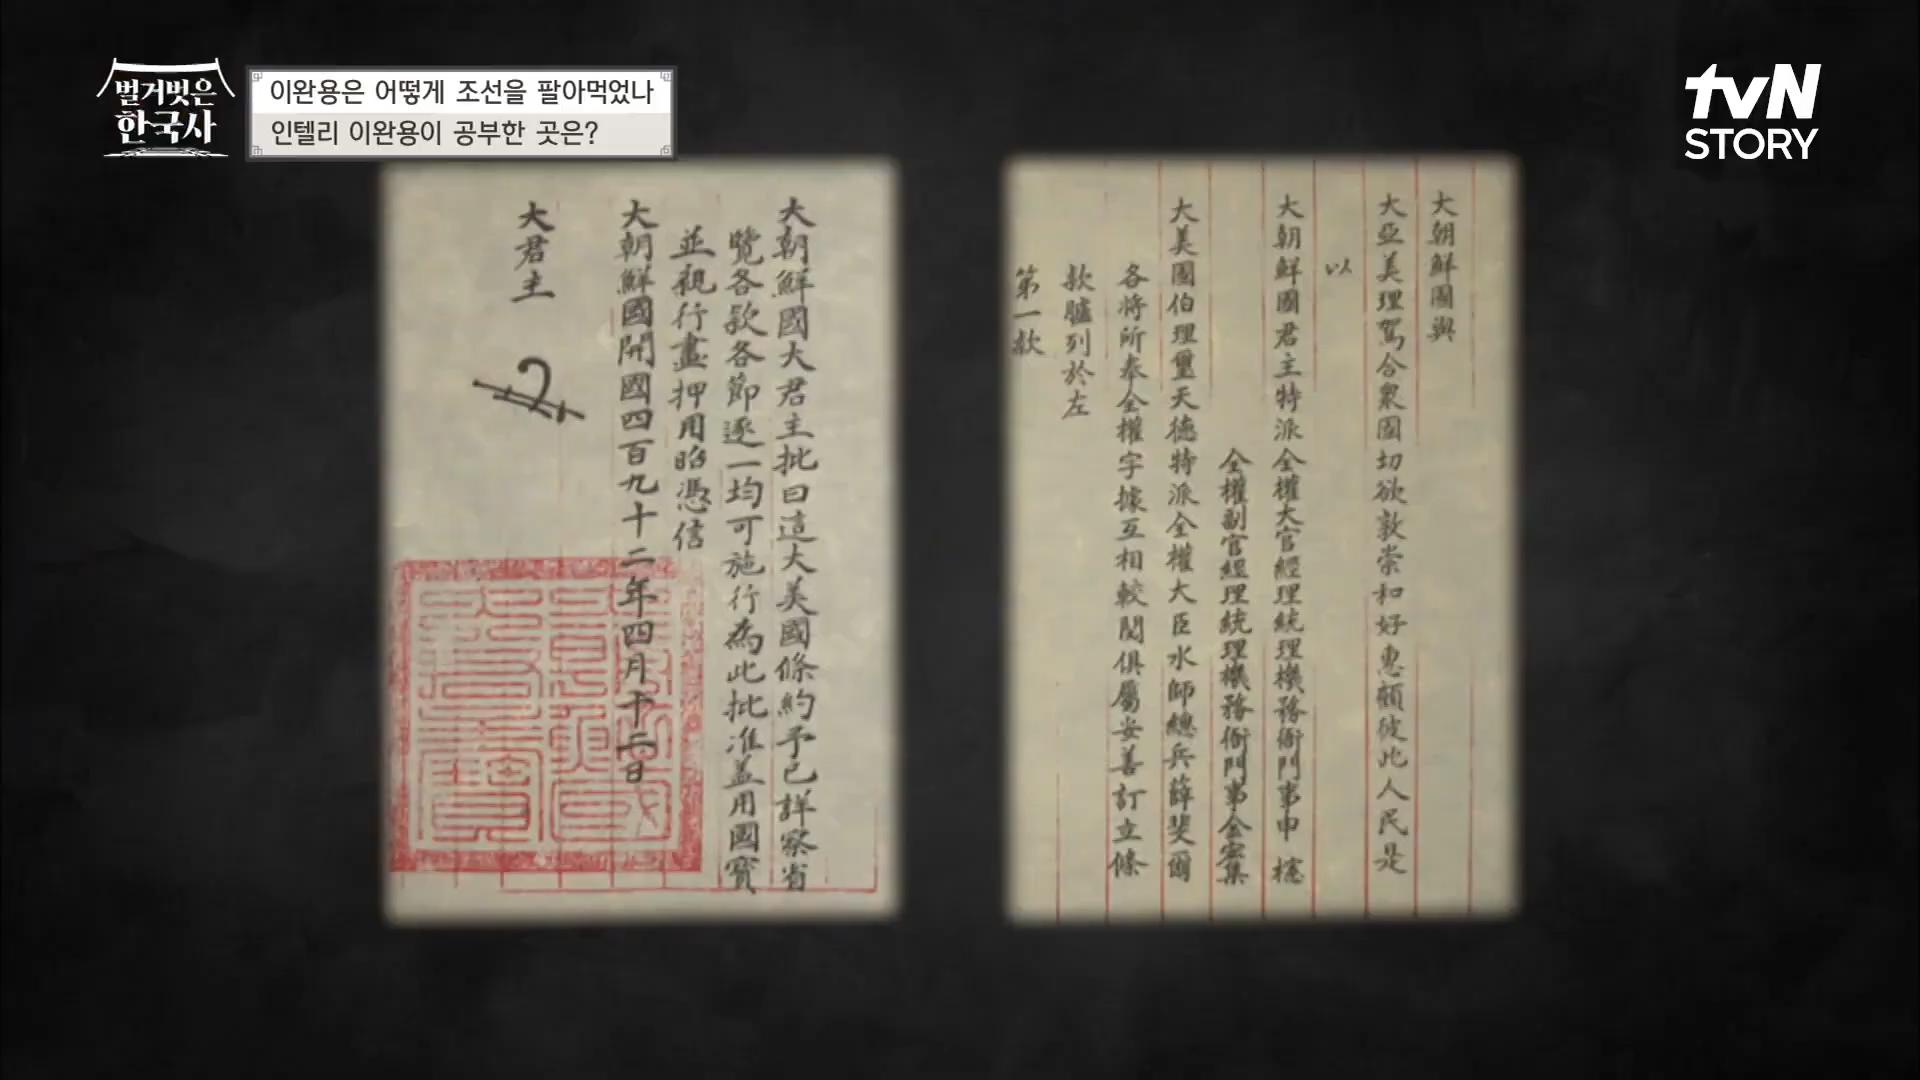 벌거벗은
한국사
이완용은 어떻게 조선을 팔아먹었나
인텔리 이완용이 공부한 곳은?
tvN
STORY
大朝鮮國大君主批曰這大美國條約予已詳察省
覽各款各節逐一均可施行為此批准蓋用國寶
並親行畫押用昭憑信
大朝鮮國開國四百九十二年四月十二日
大君主
大朝鮮國與
大亞美理駕合衆國切欲敦崇和好惠顧彼此人民是
以
大朝鮮國君主特派全權大官經理統理機務衙門事申櫶
全權副官經理統理機務衙門事金宏集
大美國伯理璽天德特派全權大臣水師總兵薛斐爾
各將所奉全權字據互相較閱俱屬妥善訂立條
款臚列於左
第一款